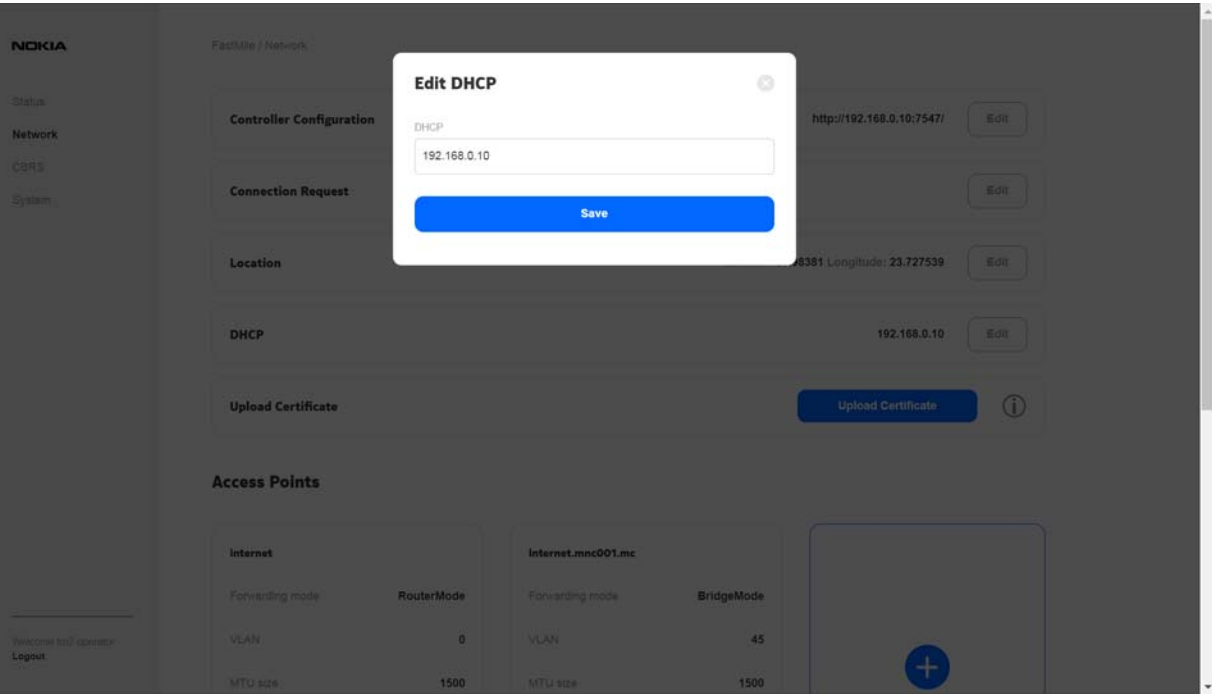 NOKIA
FastMile / Network
Edit DHCP
DHCP
192.168.0.10
Save
Status
Network
CBRS
System
Controller Configuration
http://192.168.0.10:7547/
Edit
Connection Request
Edit
Location
8381 Longitude: 23.727539
Edit
DHCP
192.168.0.10
Edit
Upload Certificate
Upload Certificate
Access Points
internet
Forwarding mode RouterMode
VLAN 0
MTU size 1500
internet.mnc001.mc
Forwarding mode BridgeMode
VLAN 45
MTU size 1500
Welcome operator
Logout